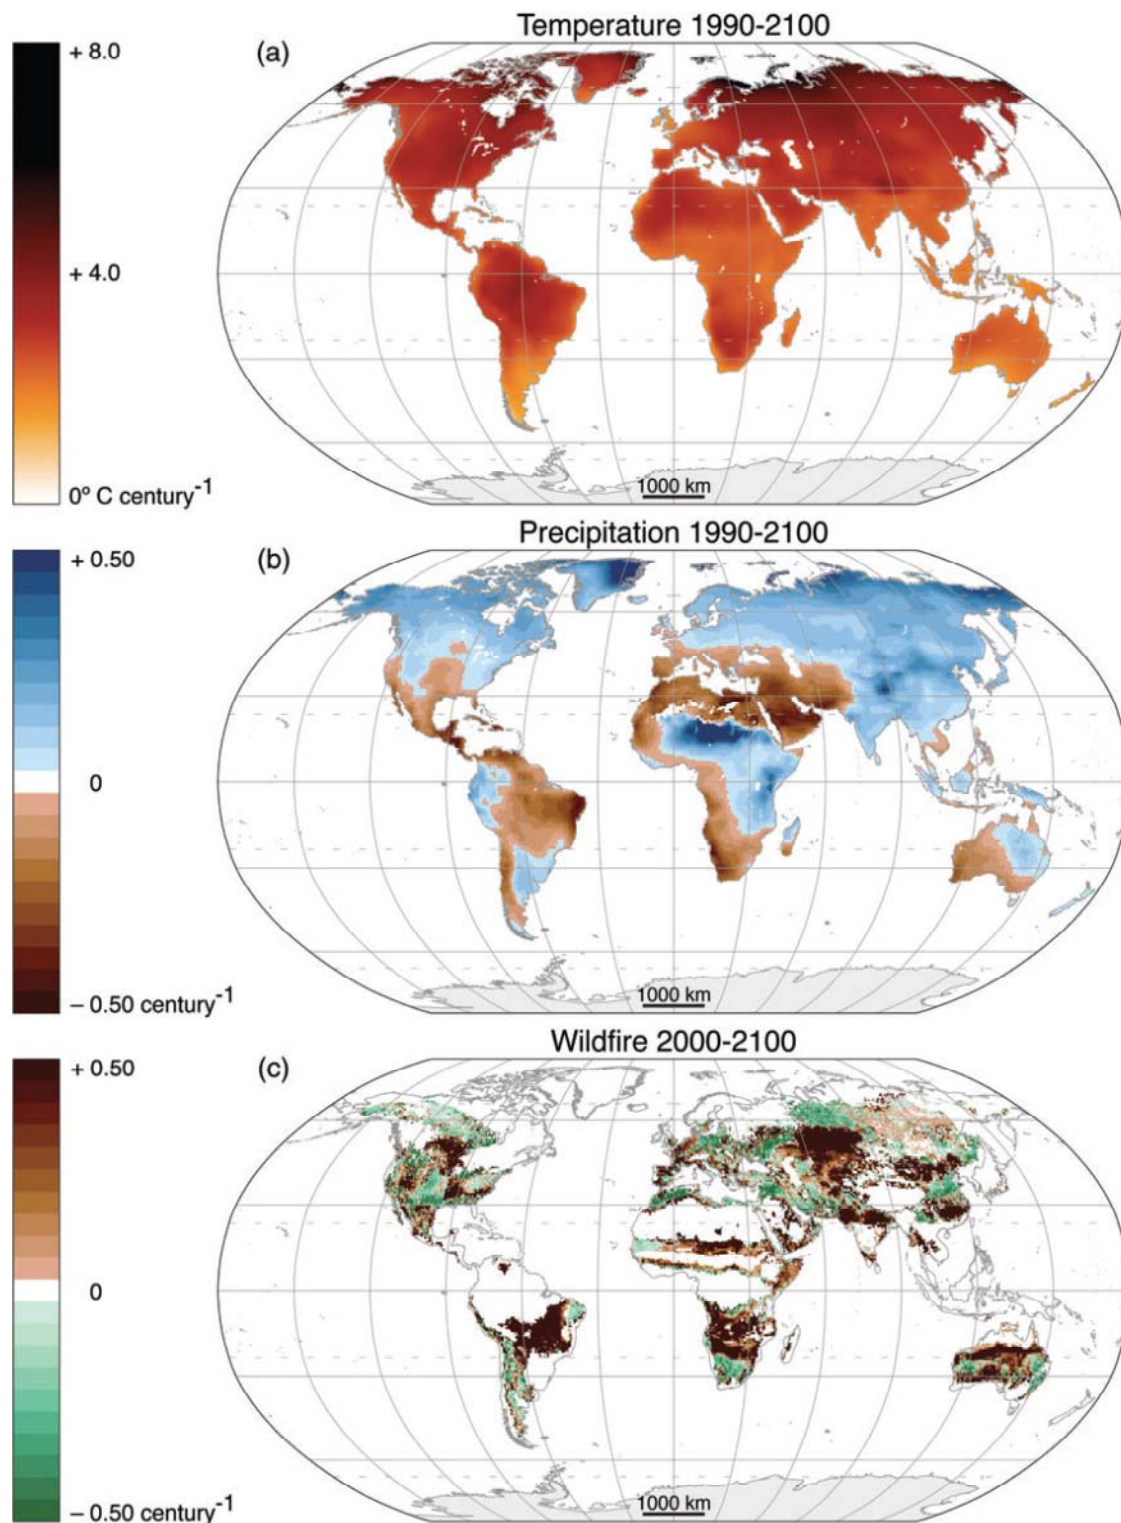 Temperature 1990-2100
(a)
+ 8.0
+ 4.0
0º C century-1
1000 km
Precipitation 1990-2100
(b)
+ 0.50
0
– 0.50 century-1
1000 km
Wildfire 2000-2100
(c)
+ 0.50
0
– 0.50 century-1
1000 km